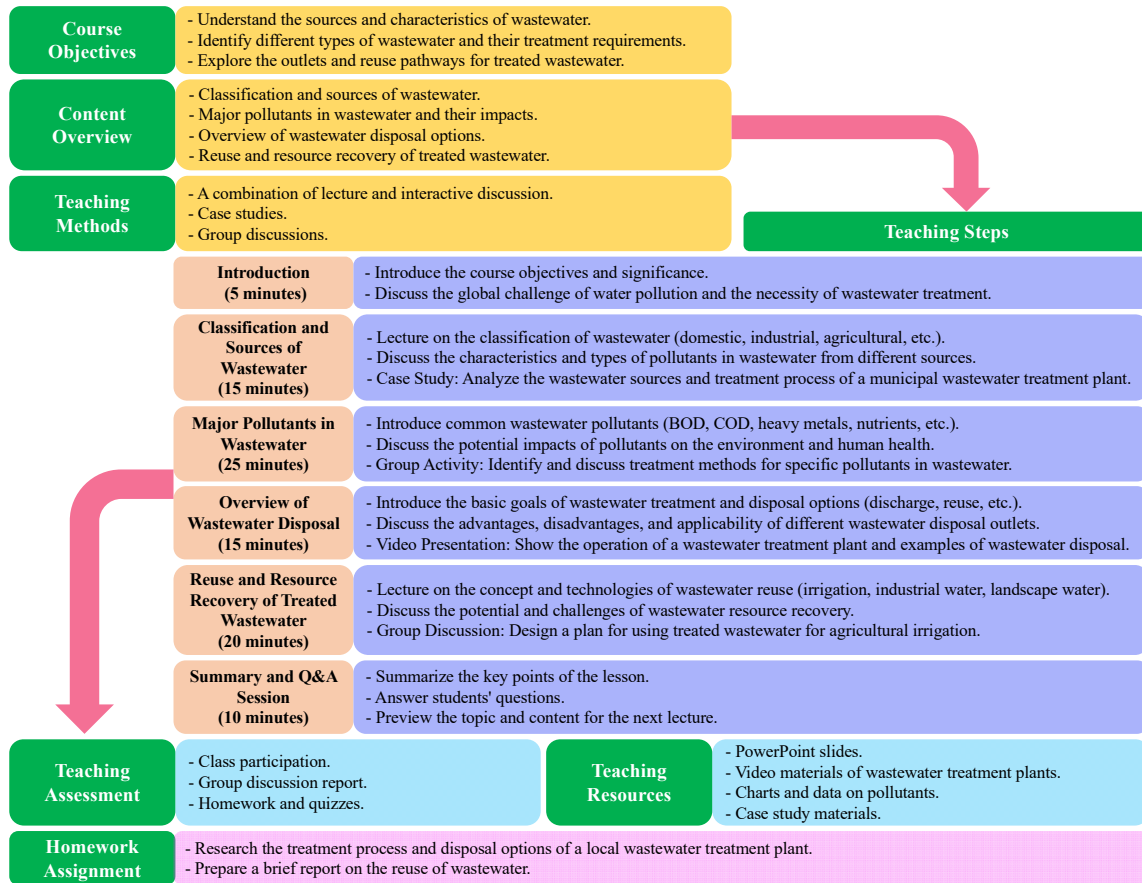 Course
Objectives
- Understand the sources and characteristics of wastewater.
- Identify different types of wastewater and their treatment requirements.
- Explore the outlets and reuse pathways for treated wastewater.
Content
Overview
- Classification and sources of wastewater.
- Major pollutants in wastewater and their impacts.
- Overview of wastewater disposal options.
- Reuse and resource recovery of treated wastewater.
Teaching
Methods
- A combination of lecture and interactive discussion.
- Case studies.
- Group discussions.
Teaching Steps
Introduction
(5 minutes)
- Introduce the course objectives and significance.
- Discuss the global challenge of water pollution and the necessity of wastewater treatment.
Classification and
Sources of
Wastewater
(15 minutes)
- Lecture on the classification of wastewater (domestic, industrial, agricultural, etc.).
- Discuss the characteristics and types of pollutants in wastewater from different sources.
- Case Study: Analyze the wastewater sources and treatment process of a municipal wastewater treatment plant.
Major Pollutants in
Wastewater
(25 minutes)
- Introduce common wastewater pollutants (BOD, COD, heavy metals, nutrients, etc.).
- Discuss the potential impacts of pollutants on the environment and human health.
- Group Activity: Identify and discuss treatment methods for specific pollutants in wastewater.
Overview of
Wastewater Disposal
(15 minutes)
- Introduce the basic goals of wastewater treatment and disposal options (discharge, reuse, etc.).
- Discuss the advantages, disadvantages, and applicability of different wastewater disposal outlets.
- Video Presentation: Show the operation of a wastewater treatment plant and examples of wastewater disposal.
Reuse and Resource
Recovery of Treated
Wastewater
(20 minutes)
- Lecture on the concept and technologies of wastewater reuse (irrigation, industrial water, landscape water).
- Discuss the potential and challenges of wastewater resource recovery.
- Group Discussion: Design a plan for using treated wastewater for agricultural irrigation.
Summary and Q&A
Session
(10 minutes)
- Summarize the key points of the lesson.
- Answer students' questions.
- Preview the topic and content for the next lecture.
Teaching
Assessment
- Class participation.
- Group discussion report.
- Homework and quizzes.
Teaching
Resources
- PowerPoint slides.
- Video materials of wastewater treatment plants.
- Charts and data on pollutants.
- Case study materials.
Homework
Assignment
- Research the treatment process and disposal options of a local wastewater treatment plant.
- Prepare a brief report on the reuse of wastewater.